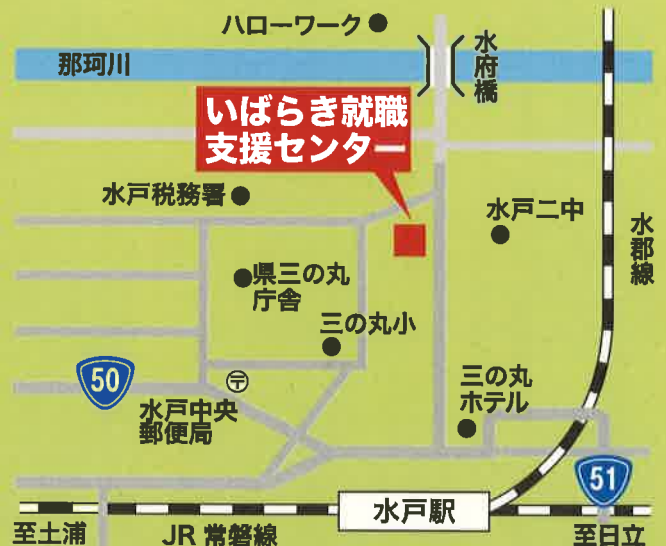 ハローワーク
水府橋
那珂川
いばらき就職
支援センター
水戸税務署
水戸二中
水郡線
県三の丸
庁舎
三の丸小
50
〒
三の丸
ホテル
水戸中央
郵便局
51
水戸駅
至土浦
JR 常磐線
至日立